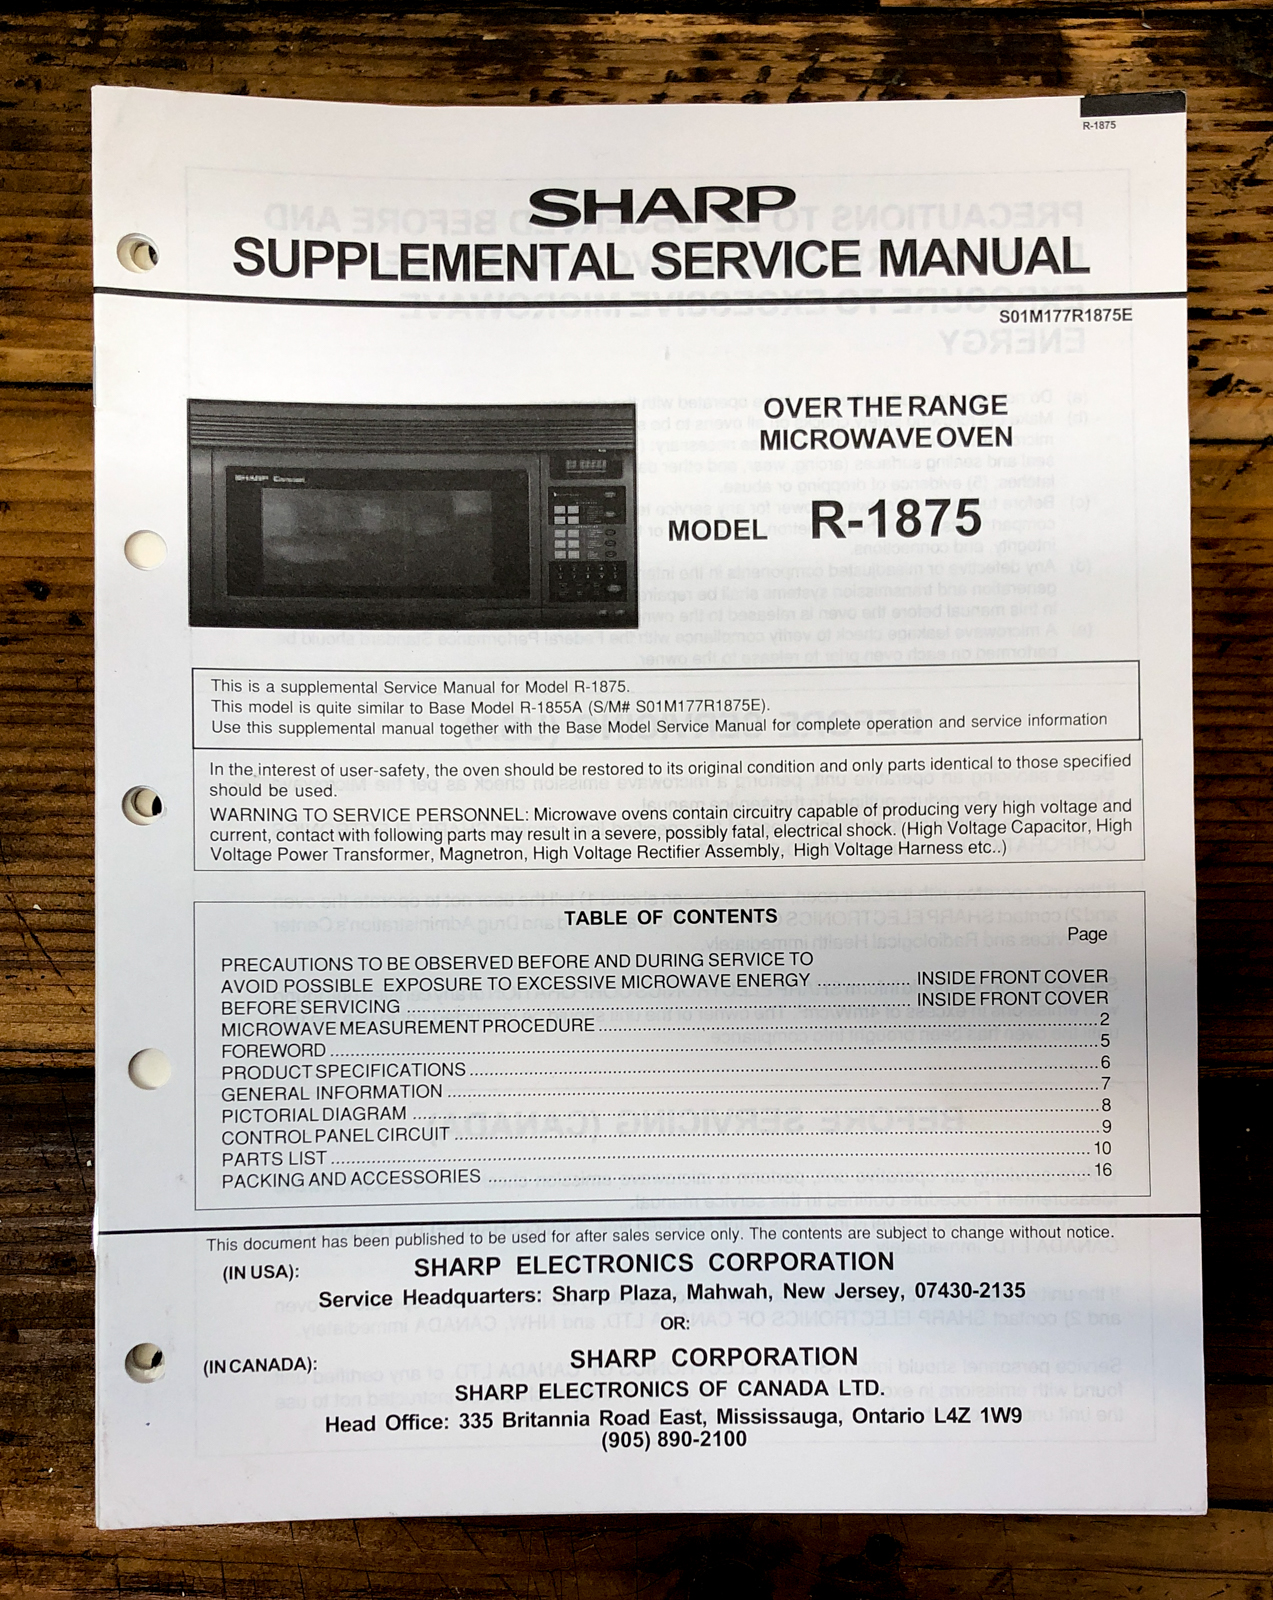 R-1875
SHARP
SUPPLEMENTAL SERVICE MANUAL
S01M177R1875E
SHARP Carousel
OVER THE RANGE
MICROWAVE OVEN
MODEL R-1875
This is a supplemental Service Manual for Model R-1875.
This model is quite similar to Base Model R-1855A (S/M# S01M177R1875E).
Use this supplemental manual together with the Base Model Service Manual for complete operation and service information
In the interest of user-safety, the oven should be restored to its original condition and only parts identical to those specified
should be used.
WARNING TO SERVICE PERSONNEL: Microwave ovens contain circuitry capable of producing very high voltage and
current, contact with following parts may result in a severe, possibly fatal, electrical shock. (High Voltage Capacitor, High
Voltage Power Transformer, Magnetron, High Voltage Rectifier Assembly, High Voltage Harness etc..)
TABLE OF CONTENTS
Page
PRECAUTIONS TO BE OBSERVED BEFORE AND DURING SERVICE TO
AVOID POSSIBLE EXPOSURE TO EXCESSIVE MICROWAVE ENERGY ................ INSIDE FRONT COVER
BEFORE SERVICING ................ INSIDE FRONT COVER
MICROWAVE MEASUREMENT PROCEDURE ................ 2
FOREWORD ................ 5
PRODUCT SPECIFICATIONS ................ 6
GENERAL INFORMATION ................ 7
PICTORIAL DIAGRAM ................ 8
CONTROL PANEL CIRCUIT ................ 9
PARTS LIST ................ 10
PACKING AND ACCESSORIES ................ 16
This document has been published to be used for after sales service only. The contents are subject to change without notice.
(IN USA): SHARP ELECTRONICS CORPORATION
Service Headquarters: Sharp Plaza, Mahwah, New Jersey, 07430-2135
OR:
(IN CANADA): SHARP CORPORATION
SHARP ELECTRONICS OF CANADA LTD.
Head Office: 335 Britannia Road East, Mississauga, Ontario L4Z 1W9
(905) 890-2100